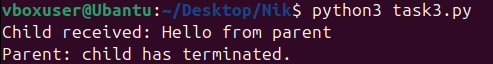 vboxuser@Ubuntu:~/Desktop/Nik$ python3 task3.py
Child received: Hello from parent
Parent: child has terminated.